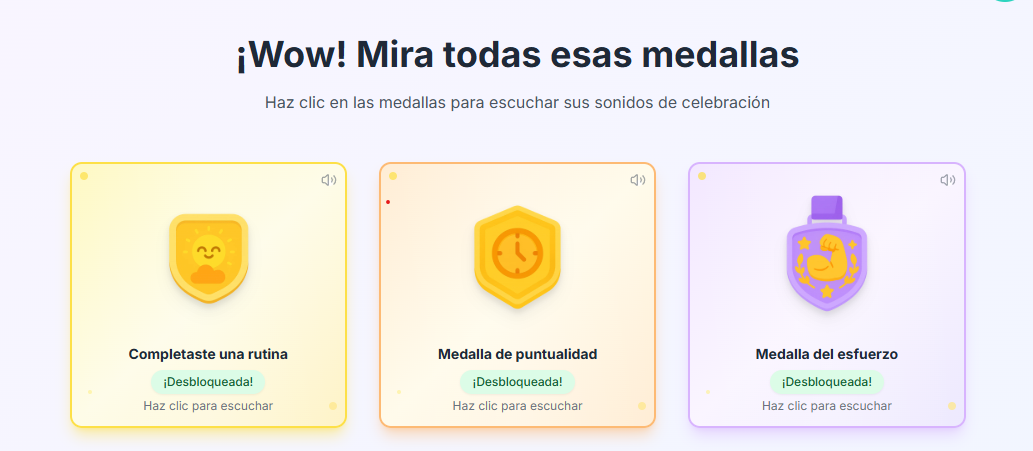 ¡Wow! Mira todas esas medallas
Haz clic en las medallas para escuchar sus sonidos de celebración
Completaste una rutina
¡Desbloqueada!
Haz clic para escuchar
Medalla de puntualidad
¡Desbloqueada!
Haz clic para escuchar
Medalla del esfuerzo
¡Desbloqueada!
Haz clic para escuchar